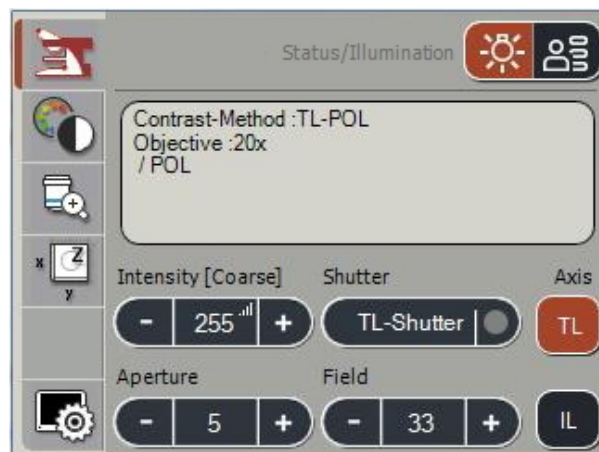 Status/Illumination
Contrast-Method :TL-POL
Objective :20x
/ POL
x Z
y
Intensity [Coarse] Shutter Axis
- 255 + TL-Shutter TL
Aperture Field
- 5 + - 33 + IL